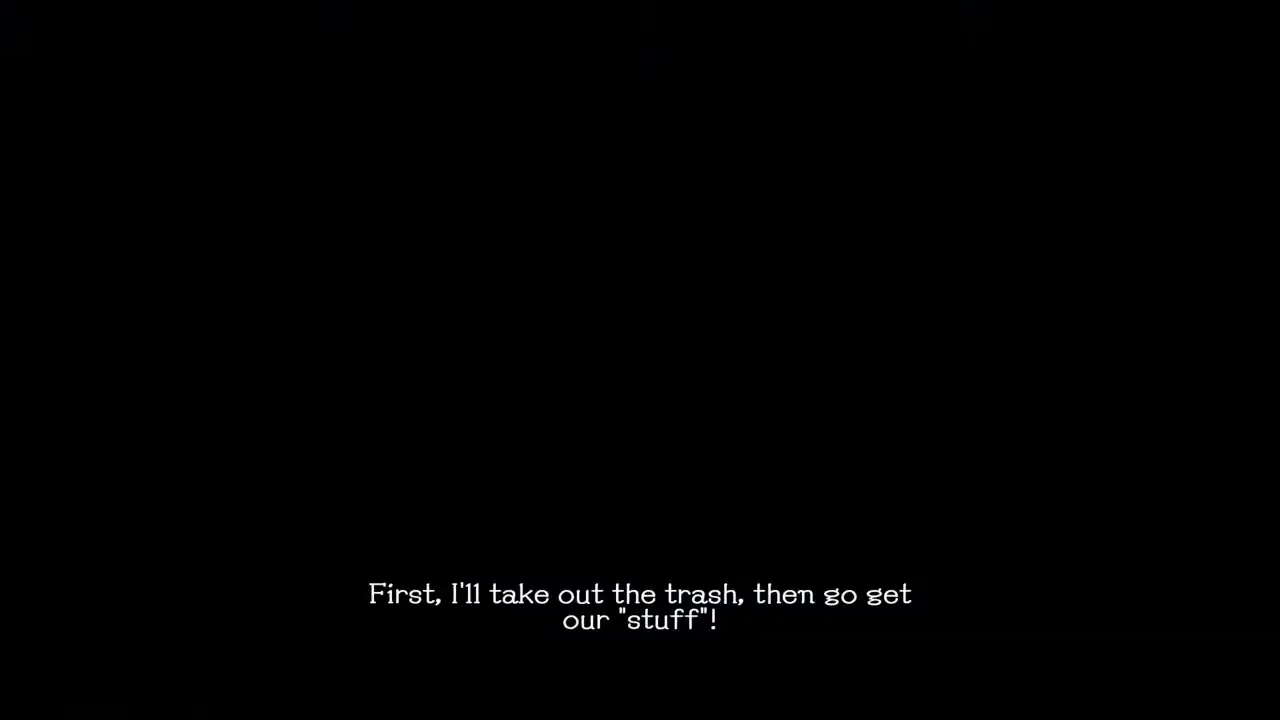 First, I'll take out the trash, then go get
our "stuff"!